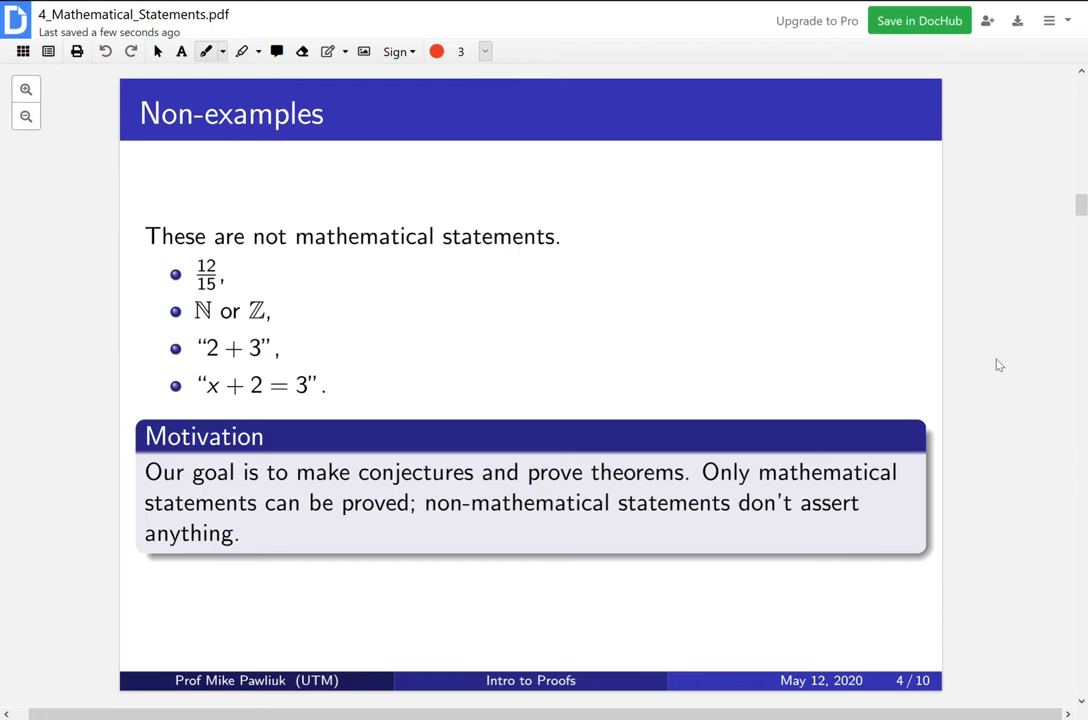 4_Mathematical_Statements.pdf
Last saved a few seconds ago
Upgrade to Pro
Save in DocHub
A
Sign
3
Non-examples
These are not mathematical statements.
12/15,
ℕ or ℤ,
“2 + 3”,
“x + 2 = 3”.
Motivation
Our goal is to make conjectures and prove theorems. Only mathematical
statements can be proved; non-mathematical statements don't assert
anything.
Prof Mike Pawliuk (UTM)
Intro to Proofs
May 12, 2020
4 / 10